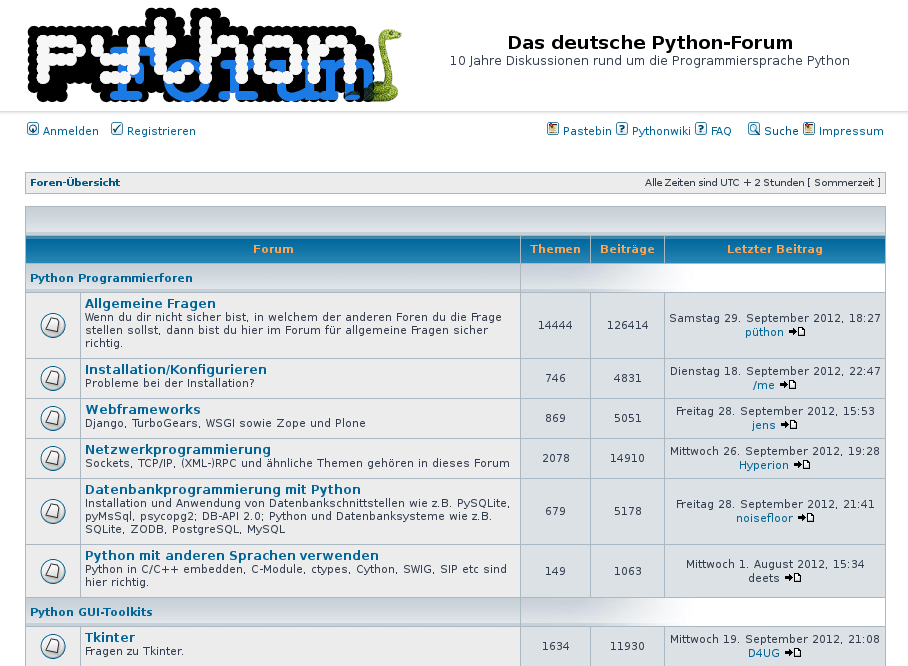 python
Forum
Das deutsche Python-Forum
10 Jahre Diskussionen rund um die Programmiersprache Python
Anmelden Registrieren Pastebin Pythonwiki FAQ Suche Impressum
Foren-Übersicht Alle Zeiten sind UTC + 2 Stunden [ Sommerzeit ]
Forum Themen Beiträge Letzter Beitrag
Python Programmierforen
Allgemeine Fragen
Wenn du dir nicht sicher bist, in welchem der anderen Foren du die Frage
stellen sollst, dann bist du hier im Forum für allgemeine Fragen sicher
richtig.
14444 126414 Samstag 29. September 2012, 18:27
püthon
Installation/Konfigurieren
Probleme bei der Installation?
746 4831 Dienstag 18. September 2012, 22:47
/me
Webframeworks
Django, TurboGears, WSGI sowie Zope und Plone
869 5051 Freitag 28. September 2012, 15:53
jens
Netzwerkprogrammierung
Sockets, TCP/IP, (XML-)RPC und ähnliche Themen gehören in dieses Forum
2078 14910 Mittwoch 26. September 2012, 19:28
Hyperion
Datenbankprogrammierung mit Python
Installation und Anwendung von Datenbankschnittstellen wie z.B. PySQLite,
pyMsSql, psycopg2; DB-API 2.0; Python und Datenbanksysteme wie z.B.
SQLite, ZODB, PostgreSQL, MySQL
679 5178 Freitag 28. September 2012, 21:41
noisefloor
Python mit anderen Sprachen verwenden
Python in C/C++ embedden, C-Module, ctypes, Cython, SWIG, SIP etc sind
hier richtig.
149 1063 Mittwoch 1. August 2012, 15:34
deets
Python GUI-Toolkits
Tkinter
Fragen zu Tkinter.
1634 11930 Mittwoch 19. September 2012, 21:08
D4UG